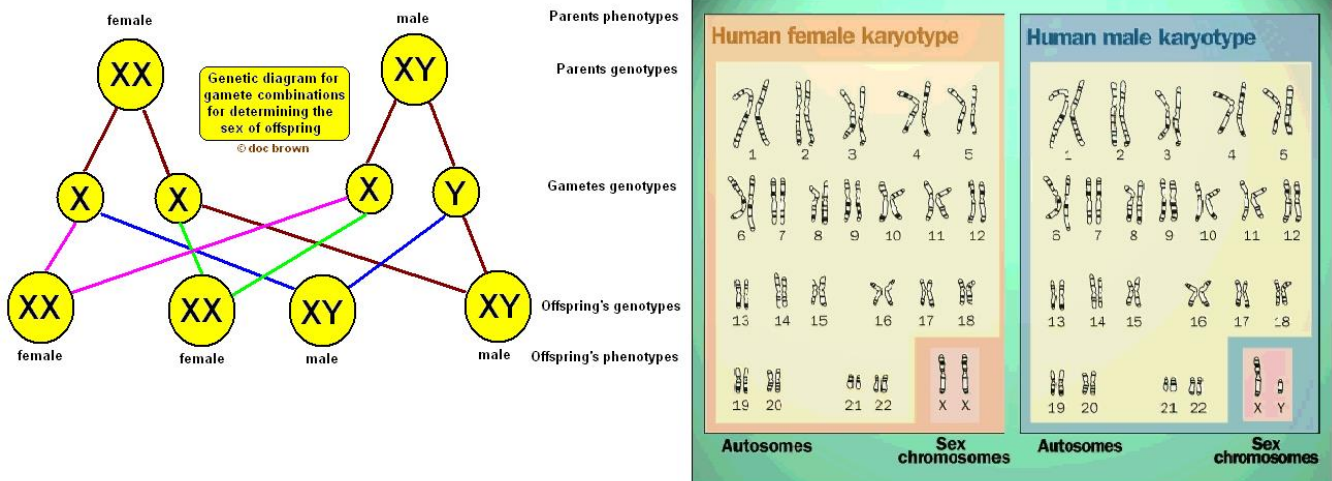 female
male
Parents phenotypes
XX
XY
Parents genotypes
Genetic diagram for
gamete combinations
for determining the
sex of offspring
© doc brown
X
X
X
Y
Gametes genotypes
XX
XX
XY
XY
Offspring's genotypes
female
female
male
male
Offspring's phenotypes
Human female karyotype
1 2 3 4 5
6 7 8 9 10 11 12
13 14 15 16 17 18
19 20 21 22 X X
Autosomes
Sex
chromosomes
Human male karyotype
1 2 3 4 5
6 7 8 9 10 11 12
13 14 15 16 17 18
19 20 21 22 X Y
Autosomes
Sex
chromosomes